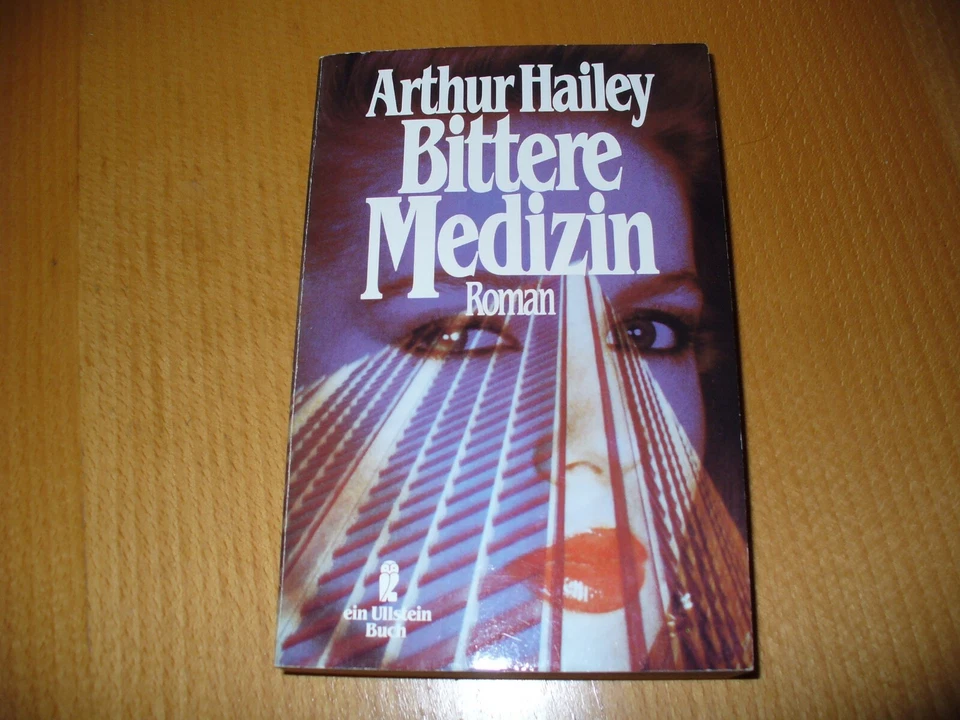 Arthur Hailey
Bittere
Medizin
Roman
ein Ullstein
Buch